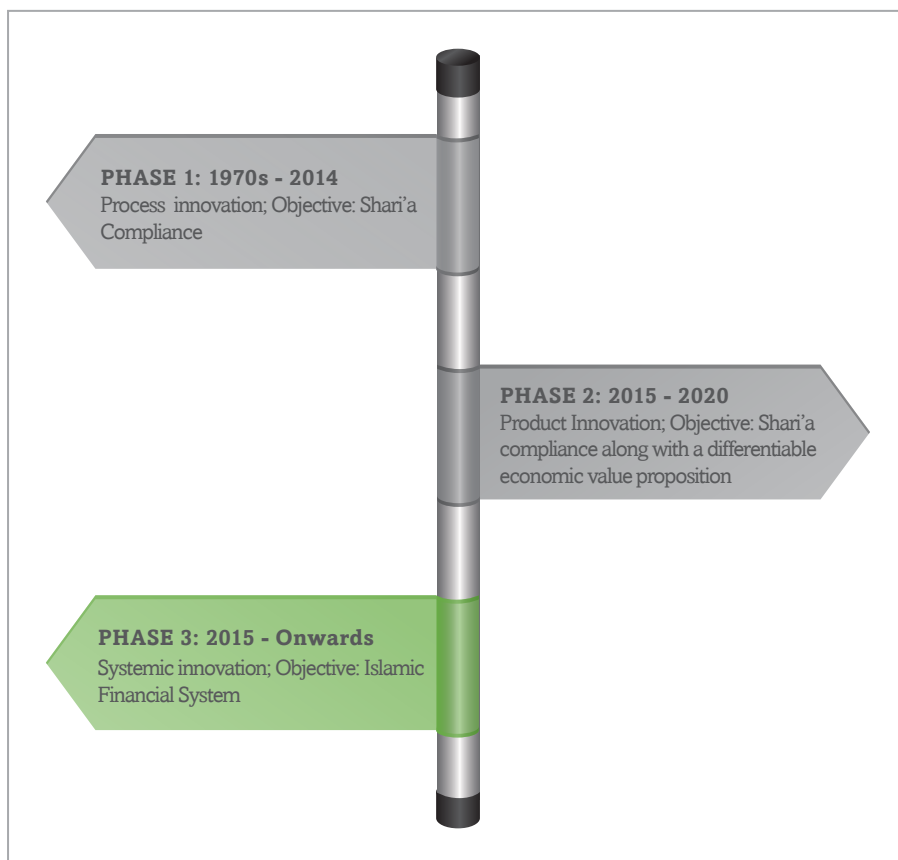 PHASE 1: 1970s - 2014
Process innovation; Objective: Shari’a
Compliance
PHASE 2: 2015 - 2020
Product Innovation; Objective: Shari’a
compliance along with a differentiable
economic value proposition
PHASE 3: 2015 - Onwards
Systemic innovation; Objective: Islamic
Financial System